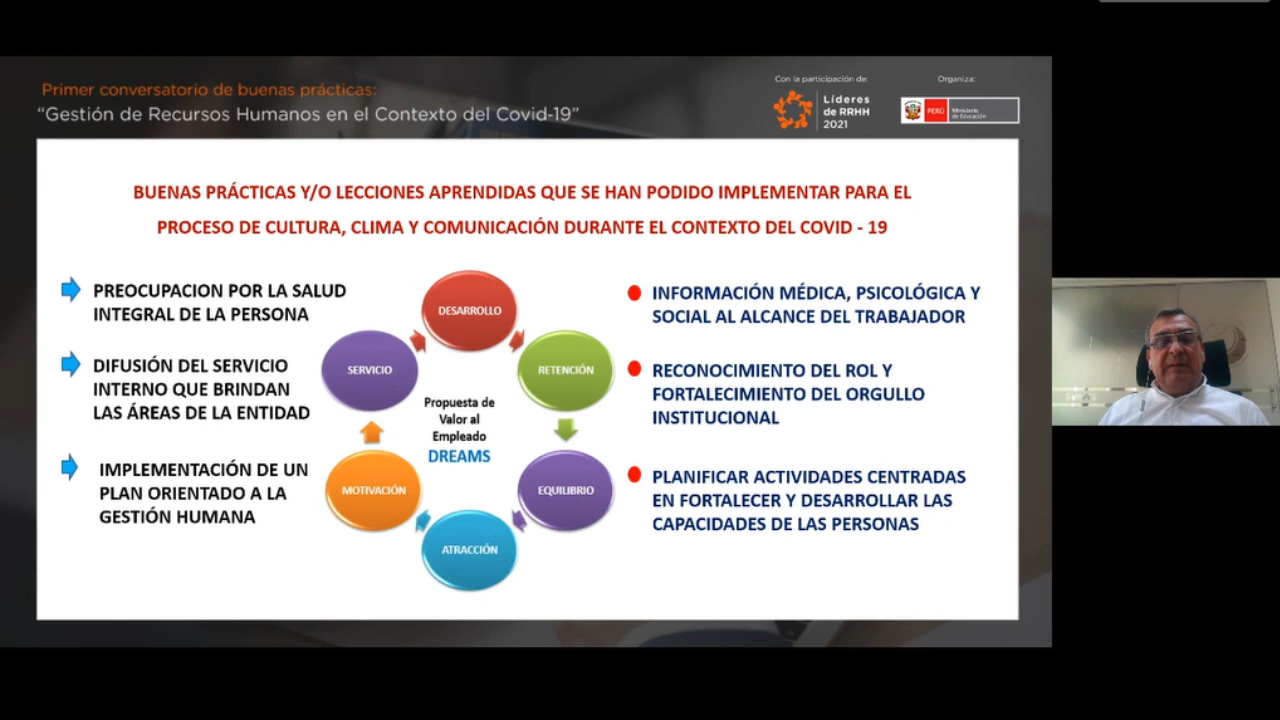 Primer conversatorio de buenas prácticas:
“Gestión de Recursos Humanos en el Contexto del Covid-19”
Con la participación de:
Líderes
de RRHH
2021
Organiza:
PERÚ
Ministerio
de Educación
BUENAS PRÁCTICAS Y/O LECCIONES APRENDIDAS QUE SE HAN PODIDO IMPLEMENTAR PARA EL
PROCESO DE CULTURA, CLIMA Y COMUNICACIÓN DURANTE EL CONTEXTO DEL COVID - 19
PREOCUPACION POR LA SALUD
INTEGRAL DE LA PERSONA
DIFUSIÓN DEL SERVICIO
INTERNO QUE BRINDAN
LAS ÁREAS DE LA ENTIDAD
IMPLEMENTACIÓN DE UN
PLAN ORIENTADO A LA
GESTIÓN HUMANA
DESARROLLO
RETENCIÓN
EQUILIBRIO
ATRACCIÓN
MOTIVACIÓN
SERVICIO
Propuesta de
Valor al
Empleado
DREAMS
INFORMACIÓN MÉDICA, PSICOLÓGICA Y
SOCIAL AL ALCANCE DEL TRABAJADOR
RECONOCIMIENTO DEL ROL Y
FORTALECIMIENTO DEL ORGULLO
INSTITUCIONAL
PLANIFICAR ACTIVIDADES CENTRADAS
EN FORTALECER Y DESARROLLAR LAS
CAPACIDADES DE LAS PERSONAS